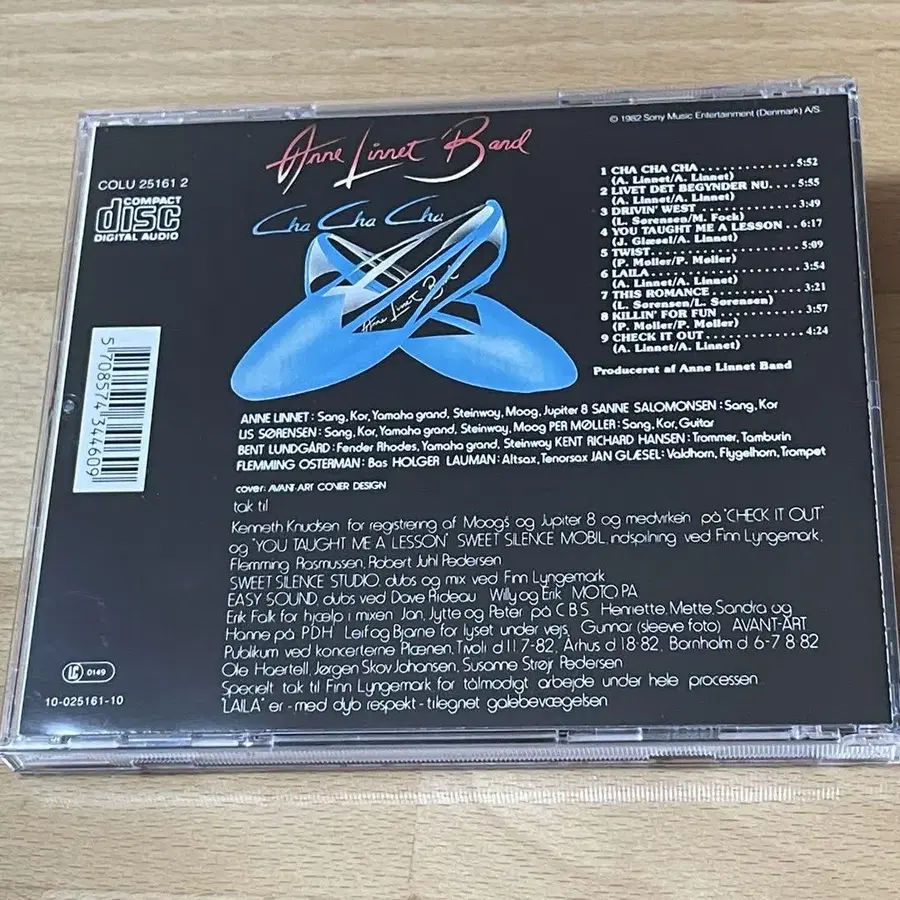 Anne Linnet Band
© 1982 Sony Music Entertainment (Denmark) A/S.
COLU 25161 2
COMPACT
disc
DIGITAL AUDIO
Cha Cha Cha
Anne Linnet Band
1 CHA CHA CHA 5:52
(A. Linnet/A. Linnet)
2 LIVET DET BEGYNDER NU 5:55
(A. Linnet/A. Linnet)
3 DRIVIN' WEST 3:49
(L. Sørensen/M. Fock)
4 YOU TAUGHT ME A LESSON 6:17
(J. Glæsel/A. Linnet)
5 TWIST 5:09
(P. Møller/P. Møller)
6 LAILA 3:54
(A. Linnet/A. Linnet)
7 THIS ROMANCE 3:21
(L. Sørensen/L. Sørensen)
8 KILLIN' FOR FUN 3:57
(P. Møller/P. Møller)
9 CHECK IT OUT 4:24
(A. Linnet/A. Linnet)
Produceret af Anne Linnet Band
5708574344609
ANNE LINNET: Sang, Kor, Yamaha grand, Steinway, Moog, Jupiter 8 SANNE SALOMONSEN: Sang, Kor
LIS SØRENSEN: Sang, Kor, Yamaha grand, Steinway, Moog PER MØLLER: Sang, Kor, Guitar
BENT LUNDGÅRD: Fender Rhodes, Yamaha grand, Steinway KENT RICHARD HANSEN: Trommer, Tamburin
FLEMMING OSTERMAN: Bas HOLGER LAUMAN: Altsax, Tenorsax JAN GLÆSEL: Valdhorn, Flygelhorn, Trompet
cover: AVANT-ART COVER DESIGN
tak til
Kenneth Knudsen for registrering af Moogs og Jupiter 8 og medvirken på "CHECK IT OUT"
og "YOU TAUGHT ME A LESSON" SWEET SILENCE MOBIL, indspilning ved Finn Lyngemark,
Flemming Rasmussen, Robert Juhl Pedersen
SWEET SILENCE STUDIO, dubs og mix ved Finn Lyngemark
EASY SOUND, dubs ved Dave Rideau Willy og Erik MOTO PA
Erik Falk for hjælp i mixen Jan, Jytte og Peter på CBS Henriette, Mette, Sandra og
Hanne på PDH Leif og Bjarne for lyset under vejs Gunnar (sleeve foto) AVANT-ART
Publikum ved koncerterne Plænen, Tivoli d 11 7-82, Århus d 18-82, Bornholm d 6-7 8 82
Ole Haertell, Jørgen Skov Johansen, Susanne Strøjr Pedersen
Specielt tak til Finn Lyngemark for tålmodigt arbejde under hele processen
"LAILA" er - med dyb respekt - tilegnet galebevægelsen
LC 0149
10-025161-10